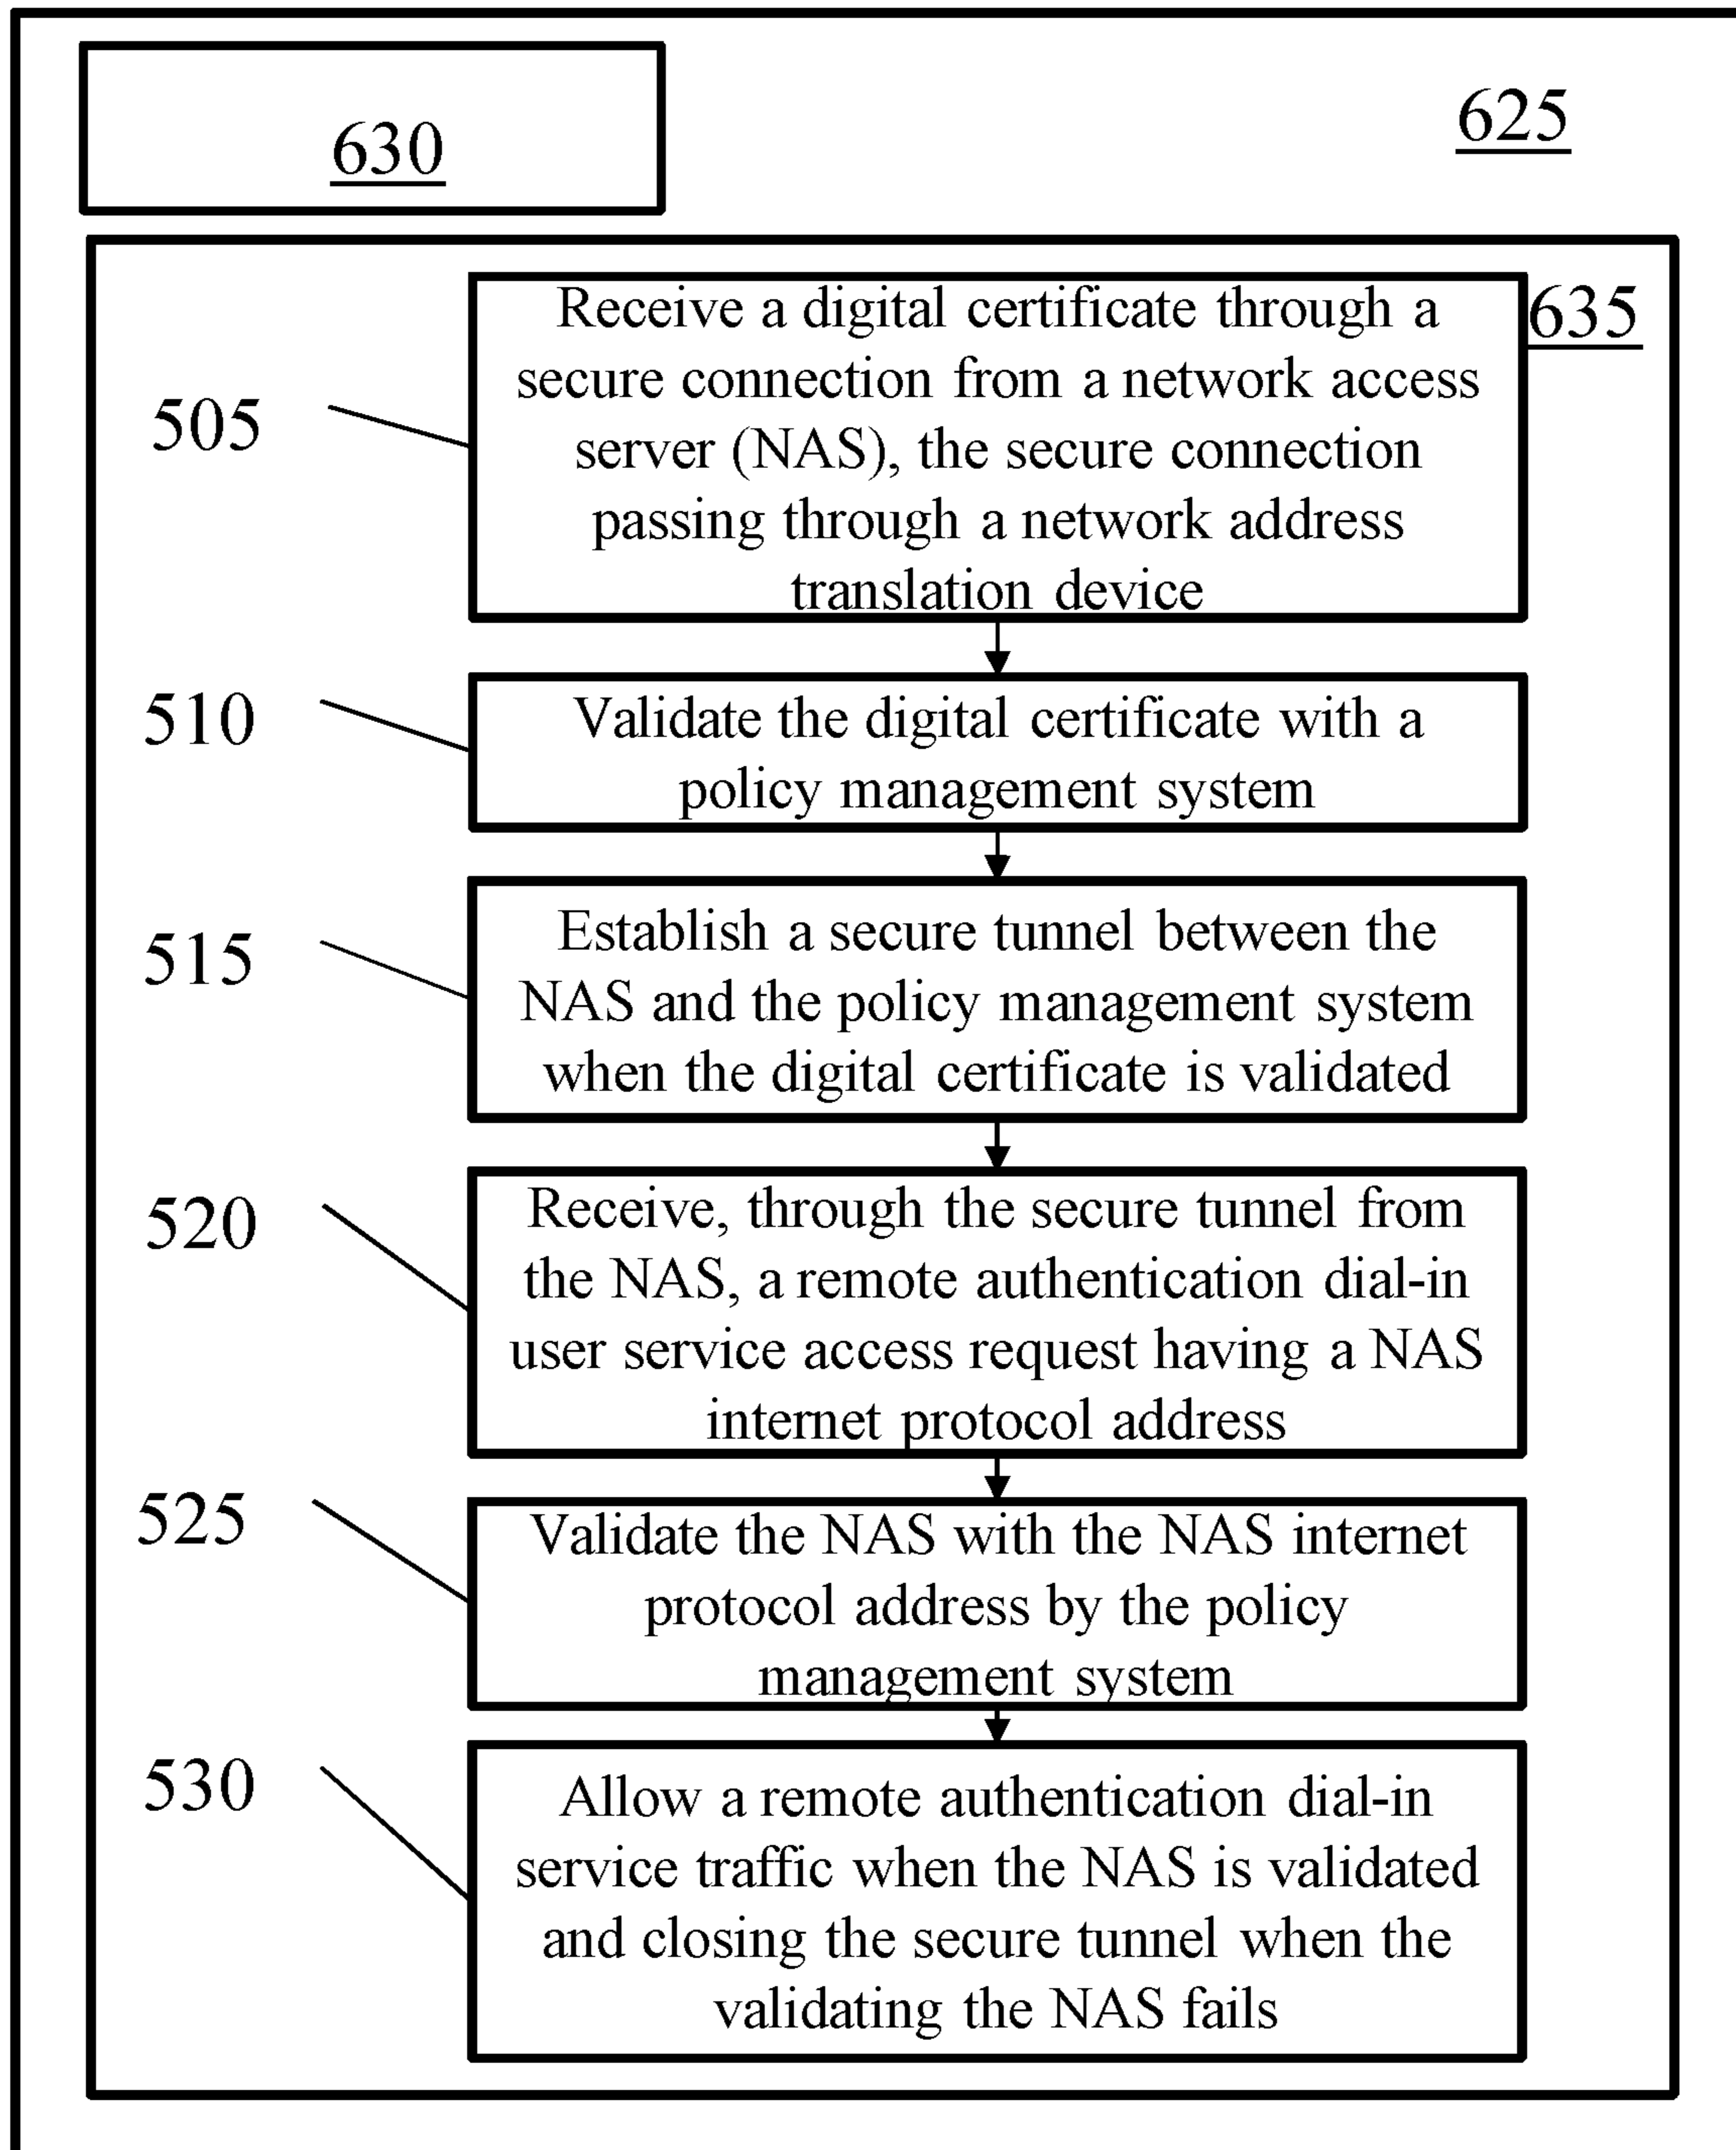 630
625
635
505
Receive a digital certificate through a
secure connection from a network access
server (NAS), the secure connection
passing through a network address
translation device
510
Validate the digital certificate with a
policy management system
515
Establish a secure tunnel between the
NAS and the policy management system
when the digital certificate is validated
520
Receive, through the secure tunnel from
the NAS, a remote authentication dial-in
user service access request having a NAS
internet protocol address
525
Validate the NAS with the NAS internet
protocol address by the policy
management system
530
Allow a remote authentication dial-in
service traffic when the NAS is validated
and closing the secure tunnel when the
validating the NAS fails